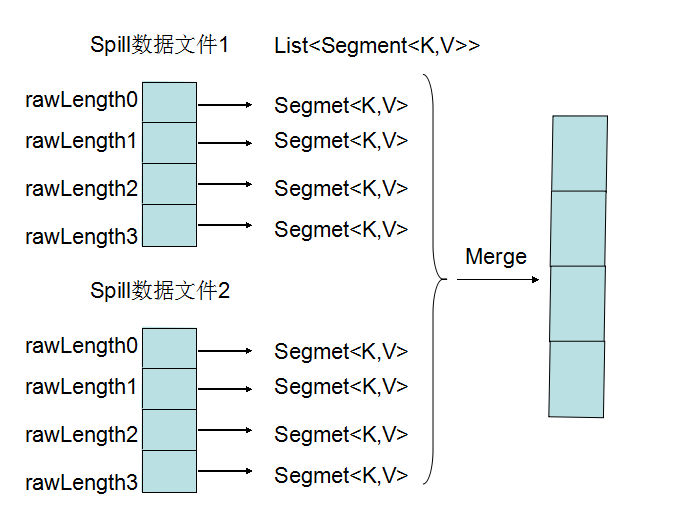 Spill数据文件1
List<Segment<K,V>>
rawLength0
Segmet<K,V>
rawLength1
Segmet<K,V>
rawLength2
Segmet<K,V>
rawLength3
Segmet<K,V>
Merge
Spill数据文件2
rawLength0
Segmet<K,V>
rawLength1
Segmet<K,V>
rawLength2
Segmet<K,V>
rawLength3
Segmet<K,V>